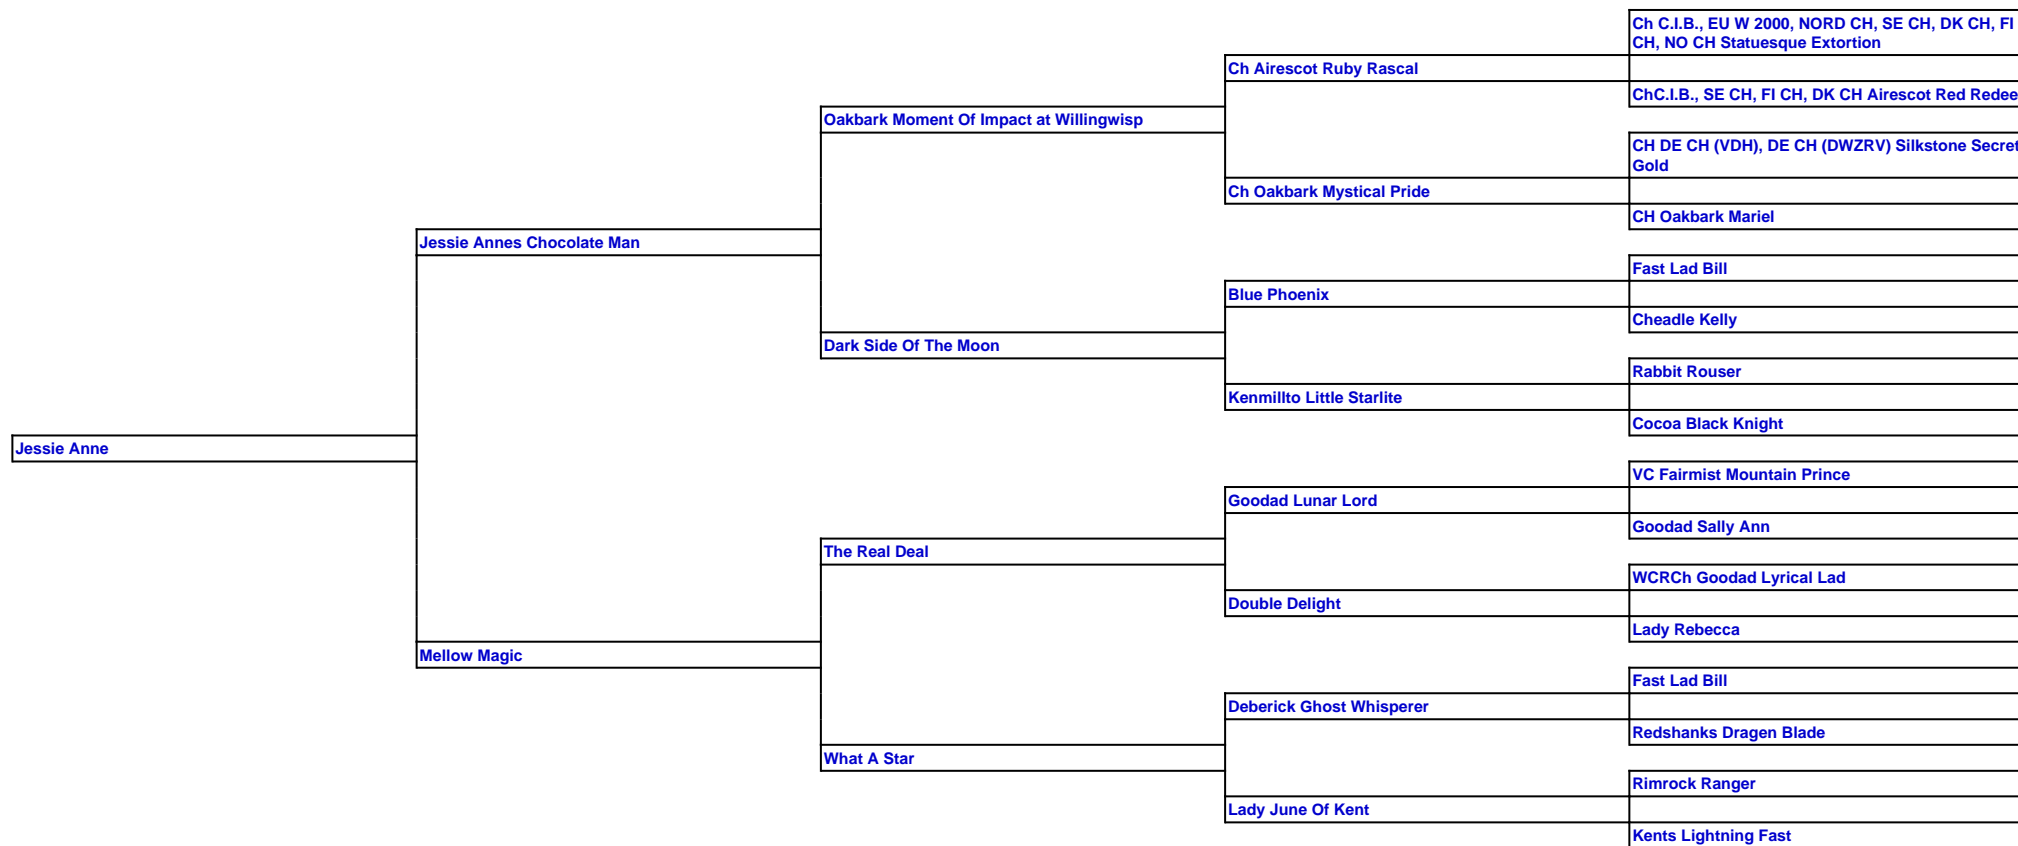 Ch C.I.B., EU W 2000, NORD CH, SE CH, DK CH, FI
CH, NO CH Statuesque Extortion
Ch Airescot Ruby Rascal
ChC.I.B., SE CH, FI CH, DK CH Airescot Red
Oakbark Moment Of Impact at Willingwisp
CH DE CH (VDH), DE CH (DWZRV) Silkstone Secret
Gold
Ch Oakbark Mystical Pride
CH Oakbark Mariel
Jessie Annes Chocolate Man
Fast Lad Bill
Blue Phoenix
Cheadle Kelly
Dark Side Of The Moon
Rabbit Rouser
Kenmillto Little Starlite
Cocoa Black Knight
Jessie Anne
VC Fairmist Mountain Prince
Goodad Lunar Lord
Goodad Sally Ann
The Real Deal
WCRCh Goodad Lyrical Lad
Double Delight
Lady Rebecca
Mellow Magic
Fast Lad Bill
Deberick Ghost Whisperer
Redshanks Dragen Blade
What A Star
Rimrock Ranger
Lady June Of Kent
Kents Lightning Fast